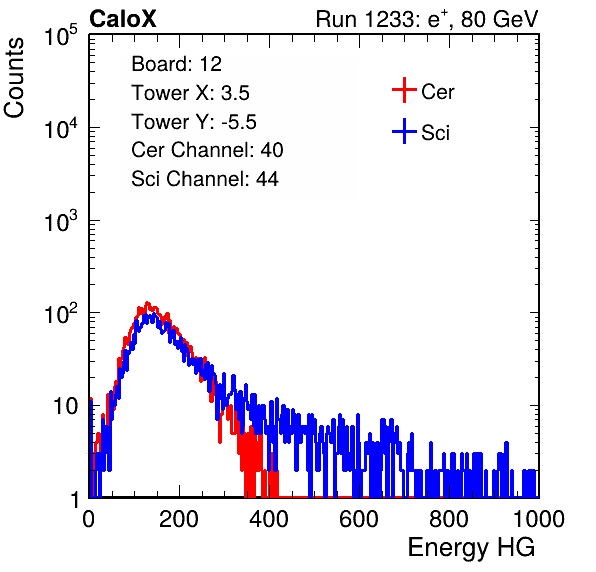 CaloX Run 1233: e⁺, 80 GeV
Counts
Board: 12
Tower X: 3.5
Tower Y: -5.5
Cer Channel: 40
Sci Channel: 44
Cer
Sci
10⁵
10⁴
10³
10²
10
1
0 200 400 600 800 1000
Energy HG